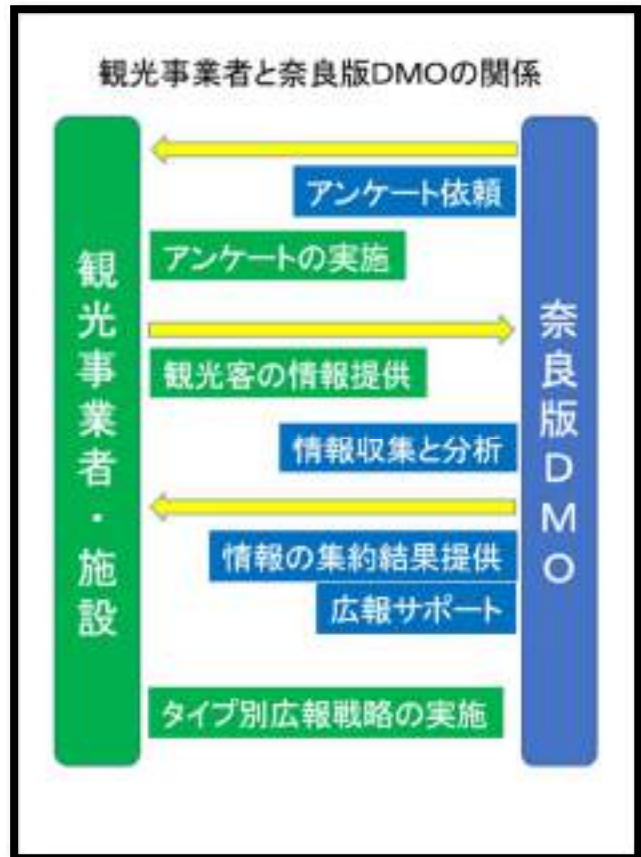 観光事業者と奈良版DMOの関係
観光事業者・施設
奈良版DMO
アンケート依頼
アンケートの実施
観光客の情報提供
情報収集と分析
情報の集約結果提供
広報サポート
タイプ別広報戦略の実施